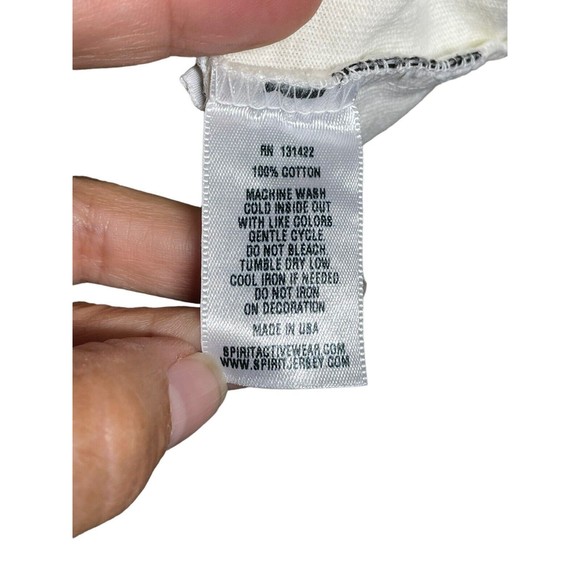 RN 131422
100% COTTON
MACHINE WASH
COLD INSIDE OUT
WITH LIKE COLORS
GENTLE CYCLE.
DO NOT BLEACH.
TUMBLE DRY LOW
COOL IRON IF NEEDED.
DO NOT IRON
ON DECORATION
MADE IN USA
SPIRITACTIVEWEAR.COM
WWW.SPIRITJERSEY.COM